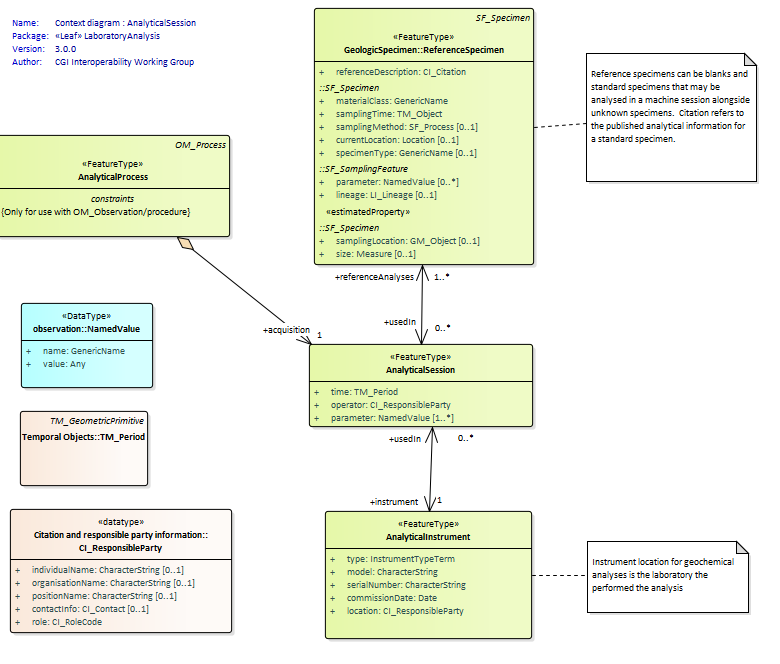 Name: Context diagram : AnalyticalSession
Package: «Leaf» LaboratoryAnalysis
Version: 3.0.0
Author: CGI Interoperability Working Group
SF_Specimen
«FeatureType»
GeologicSpecimen::ReferenceSpecimen
+ referenceDescription: CI_Citation
::SF_Specimen
+ materialClass: GenericName
+ samplingTime: TM_Object
+ samplingMethod: SF_Process [0..1]
+ currentLocation: Location [0..1]
+ specimenType: GenericName [0..1]
::SF_SamplingFeature
+ parameter: NamedValue [0..*]
+ lineage: LI_Lineage [0..1]
«estimatedProperty»
::SF_Specimen
+ samplingLocation: GM_Object [0..1]
+ size: Measure [0..1]
Reference specimens can be blanks and
standard specimens that may be
analysed in a machine session alongside
unknown specimens. Citation refers to
the published analytical information for
a standard specimen.
OM_Process
«FeatureType»
AnalyticalProcess
constraints
{Only for use with OM_Observation/procedure}
+referenceAnalyses 1..*
+usedIn 0..*
+acquisition 1
«DataType»
observation::NamedValue
+ name: GenericName
+ value: Any
«FeatureType»
AnalyticalSession
+ time: TM_Period
+ operator: CI_ResponsibleParty
+ parameter: NamedValue [1..*]
+usedIn 0..*
+instrument 1
TM_GeometricPrimitive
Temporal Objects::TM_Period
«datatype»
Citation and responsible party information::
CI_ResponsibleParty
+ individualName: CharacterString [0..1]
+ organisationName: CharacterString [0..1]
+ positionName: CharacterString [0..1]
+ contactInfo: CI_Contact [0..1]
+ role: CI_RoleCode
«FeatureType»
AnalyticalInstrument
+ type: InstrumentTypeTerm
+ model: CharacterString
+ serialNumber: CharacterString
+ commissionDate: Date
+ location: CI_ResponsibleParty
Instrument location for geochemical
analyses is the laboratory the
performed the analysis